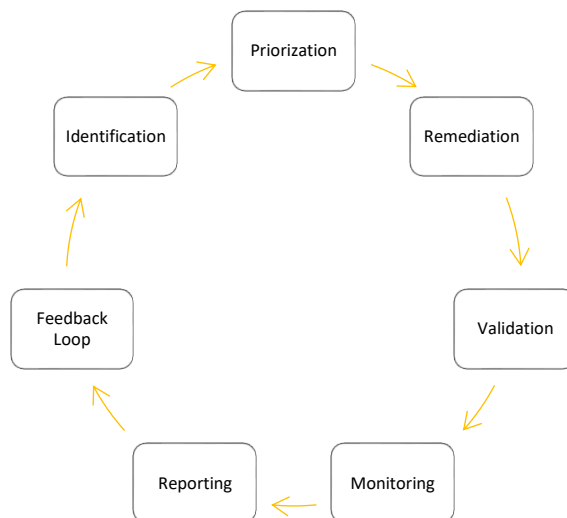 Priorization
Remediation
Validation
Monitoring
Reporting
Feedback
Loop
Identification